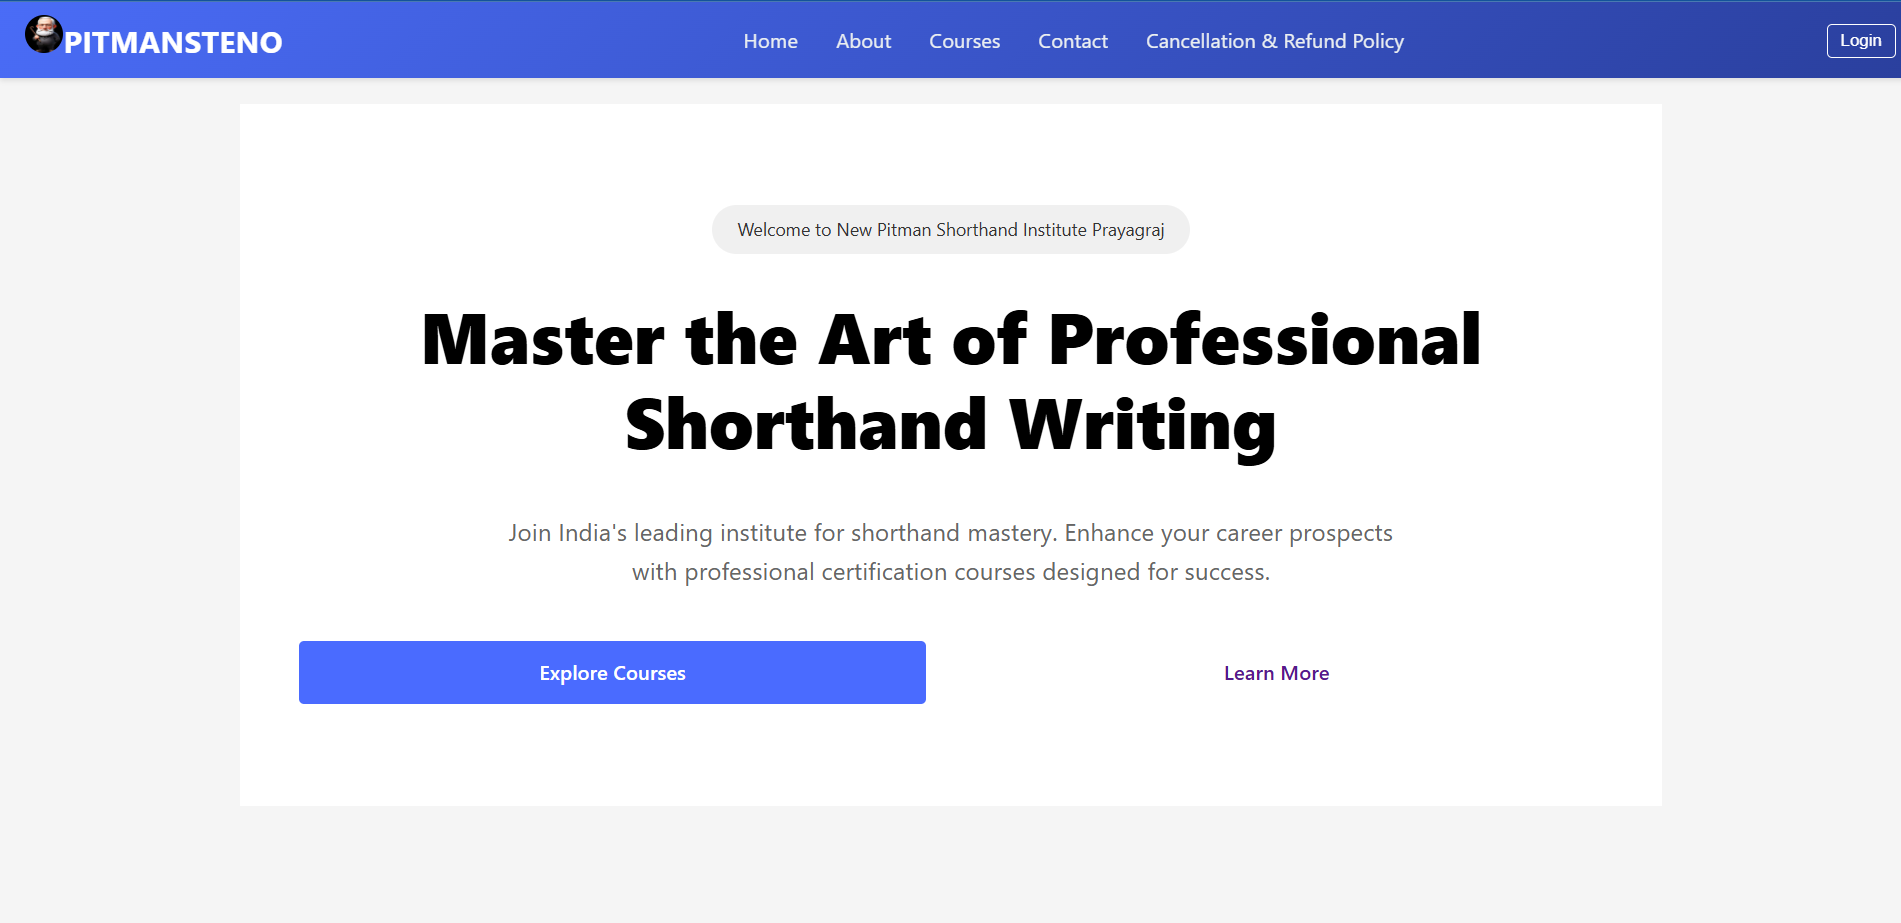 PITMANSTENO
Home
About
Courses
Contact
Cancellation & Refund Policy
Login
Welcome to New Pitman Shorthand Institute Prayagraj
Master the Art of Professional
Shorthand Writing
Join India's leading institute for shorthand mastery. Enhance your career prospects
with professional certification courses designed for success.
Explore Courses
Learn More